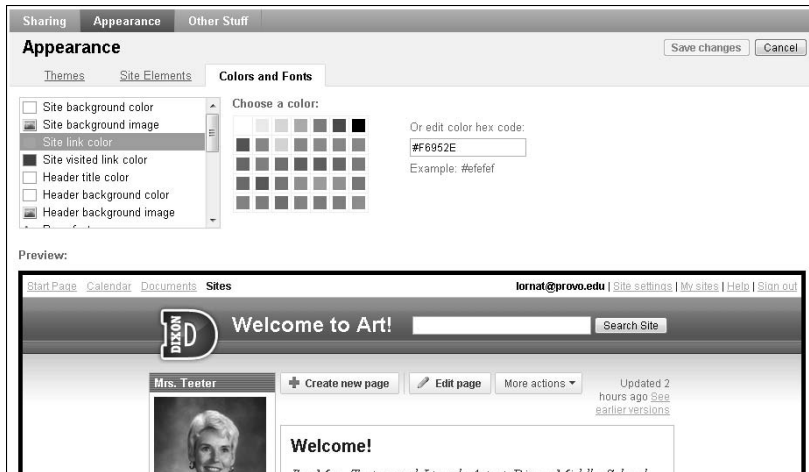 Sharing Appearance Other Stuff
Appearance
Save changes Cancel
Themes Site Elements Colors and Fonts
Site background color
Site background image
Site link color
Site visited link color
Header title color
Header background color
Header background image
Choose a color:
Or edit color hex code:
#F6952E
Example: #efefef
Preview:
Start Page Calendar Documents Sites
lornat@provo.edu | Site settings | My sites | Help | Sign out
DIXON D
Welcome to Art!
Search Site
Mrs. Teeter
Create new page Edit page More actions
Updated 2
hours ago See
earlier versions
Welcome!